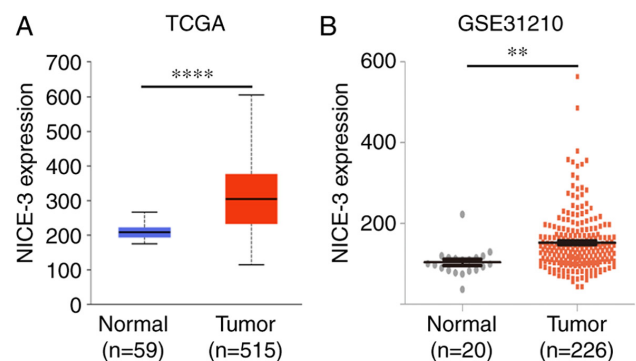 A
TCGA
NICE-3 expression
700
600
500
400
300
200
100
0
****
Normal
(n=59)
Tumor
(n=515)
B
GSE31210
NICE-3 expression
600
400
200
**
Normal
(n=20)
Tumor
(n=226)